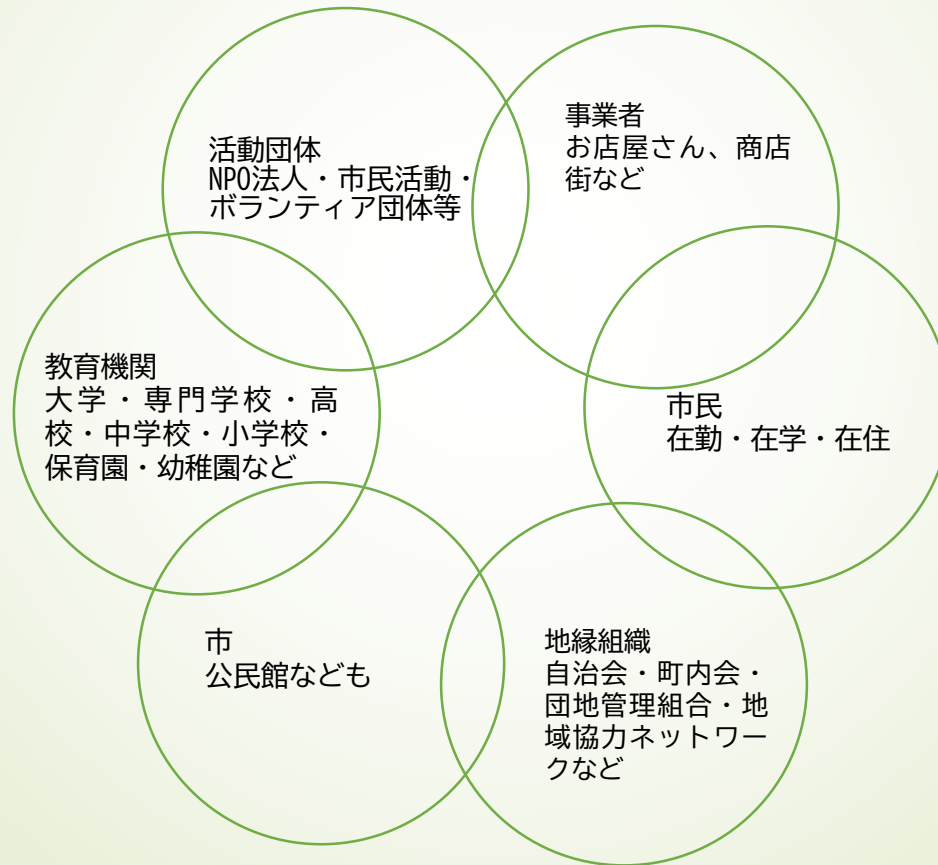 活動団体
NPO法人・市民活動・
ボランティア団体等
事業者
お店屋さん、商店
街など
教育機関
大学・専門学校・高
校・中学校・小学校・
保育園・幼稚園など
市民
在勤・在学・在住
市
公民館なども
地縁組織
自治会・町内会・
団地管理組合・地
域協力ネットワー
クなど